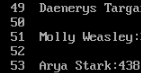 49 Daenerys Targa
50
51 Molly Weasley:
52
53 Arya Stark:438